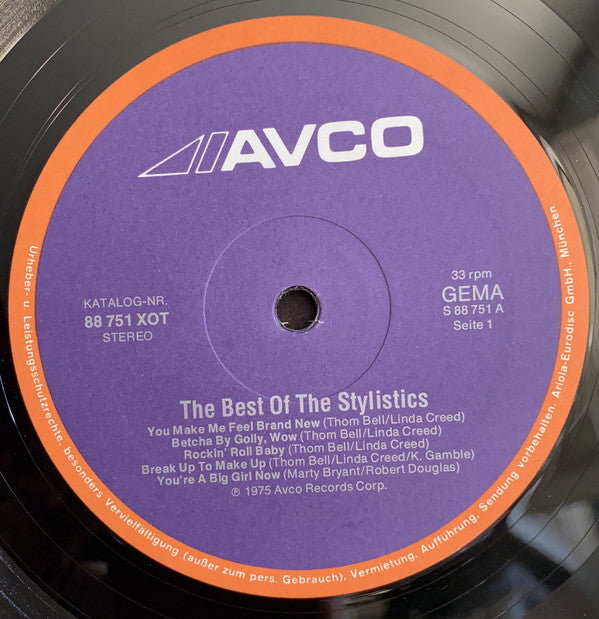 AVCO
KATALOG-NR.
88 751 XOT
STEREO
33 rpm
GEMA
S 88 751 A
Seite 1
The Best Of The Stylistics
You Make Me Feel Brand New (Thom Bell/Linda Creed)
Betcha By Golly, Wow (Thom Bell/Linda Creed)
Rockin' Roll Baby (Thom Bell/Linda Creed)
Break Up To Make Up (Thom Bell/Linda Creed/K. Gamble)
You're A Big Girl Now (Marty Bryant/Robert Douglas)
℗ 1975 Avco Records Corp.
Urheber- u. Leistungsschutzrechte, besonders Vervielfältigung (außer zum pers. Gebrauch), Vermietung, Aufführung, Sendung vorbehalten. Ariola-Eurodisc GmbH., München